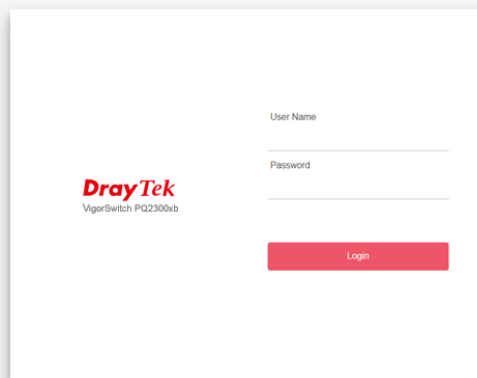 DrayTek
VigorSwitch PQ2300xb
User Name
Password
Login